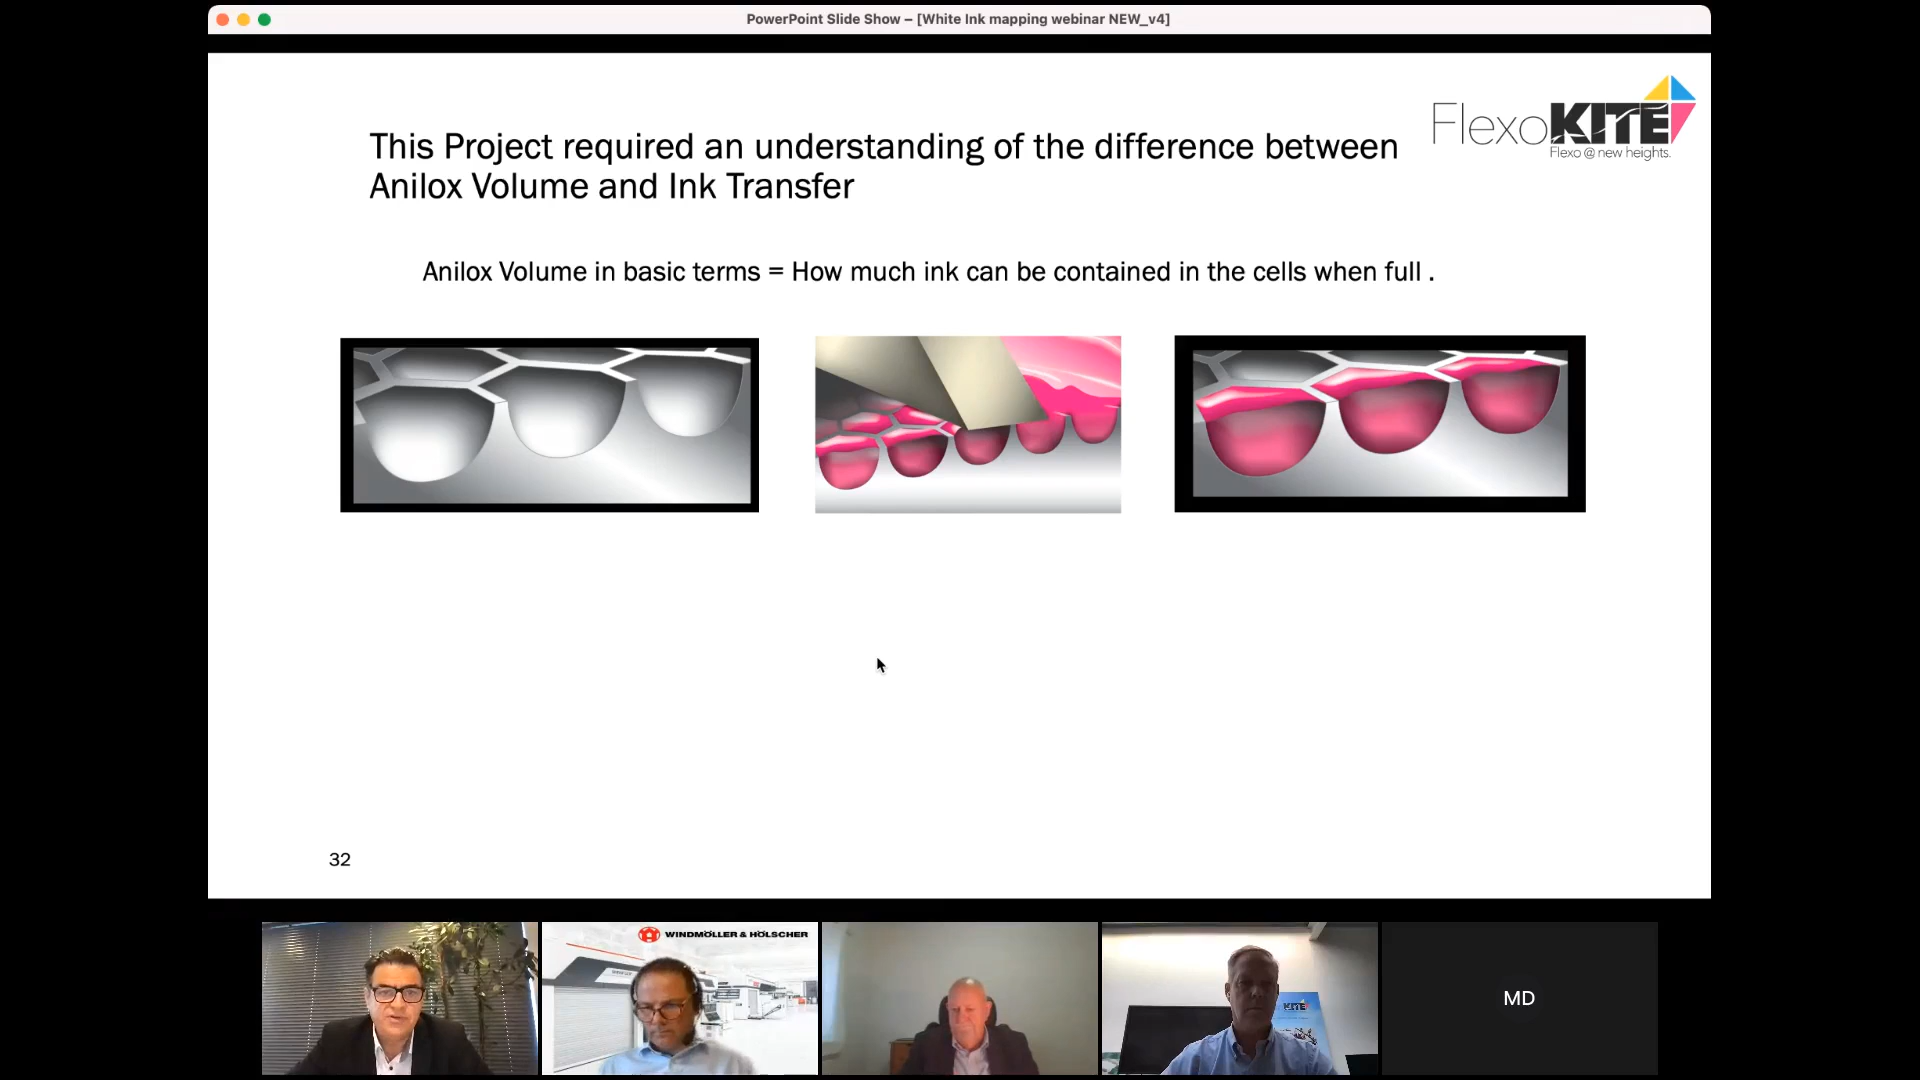 PowerPoint Slide Show – [White Ink mapping webinar NEW_v4]
FlexoKITE
Flexo @ new heights.
This Project required an understanding of the difference between
Anilox Volume and Ink Transfer
Anilox Volume in basic terms = How much ink can be contained in the cells when full .
32
WINDMÖLLER & HÖLSCHER
KITE
MD